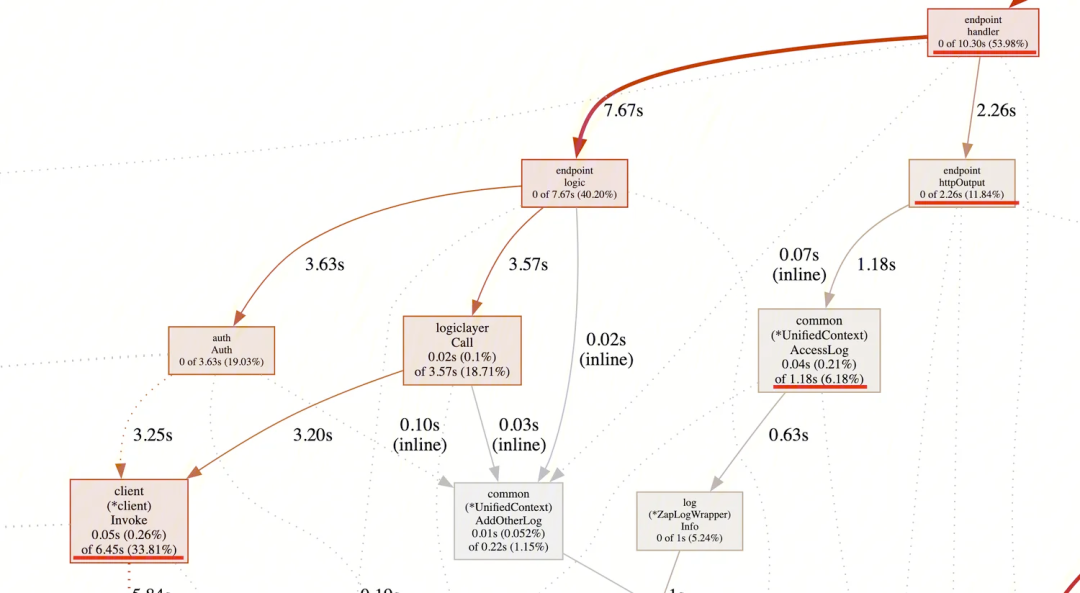 endpoint
handler
0 of 10.30s (53.98%)
7.67s
2.26s
endpoint
logic
0 of 7.67s (40.20%)
endpoint
httpOutput
0 of 2.26s (11.84%)
3.63s
3.57s
0.07s
(inline)
1.18s
auth
Auth
0 of 3.63s (19.03%)
logiclayer
Call
0.02s (0.1%)
of 3.57s (18.71%)
0.02s
(inline)
common
(*UnifiedContext)
AccessLog
0.04s (0.21%)
of 1.18s (6.18%)
3.25s
3.20s
0.10s
(inline)
0.03s
(inline)
0.63s
client
(*client)
Invoke
0.05s (0.26%)
of 6.45s (33.81%)
common
(*UnifiedContext)
AddOtherLog
0.01s (0.052%)
of 0.22s (1.15%)
log
(*ZapLogWrapper)
Info
0 of 1s (5.24%)